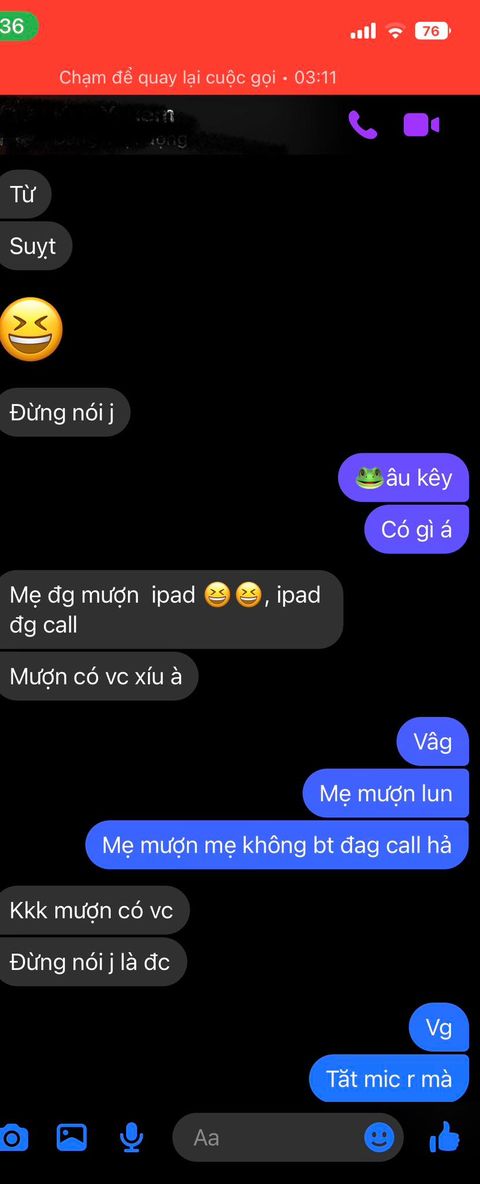 36
76
Chạm để quay lại cuộc gọi • 03:11
Từ
Suỵt
Đừng nói j
🐸âu kêy
Có gì á
Mẹ đg mượn ipad 😆😆, ipad
đg call
Mượn có vc xíu à
Vâg
Mẹ mượn lun
Mẹ mượn mẹ không bt đag call hả
Kkk mượn có vc
Đừng nói j là đc
Vg
Tăt mic r mà
Aa